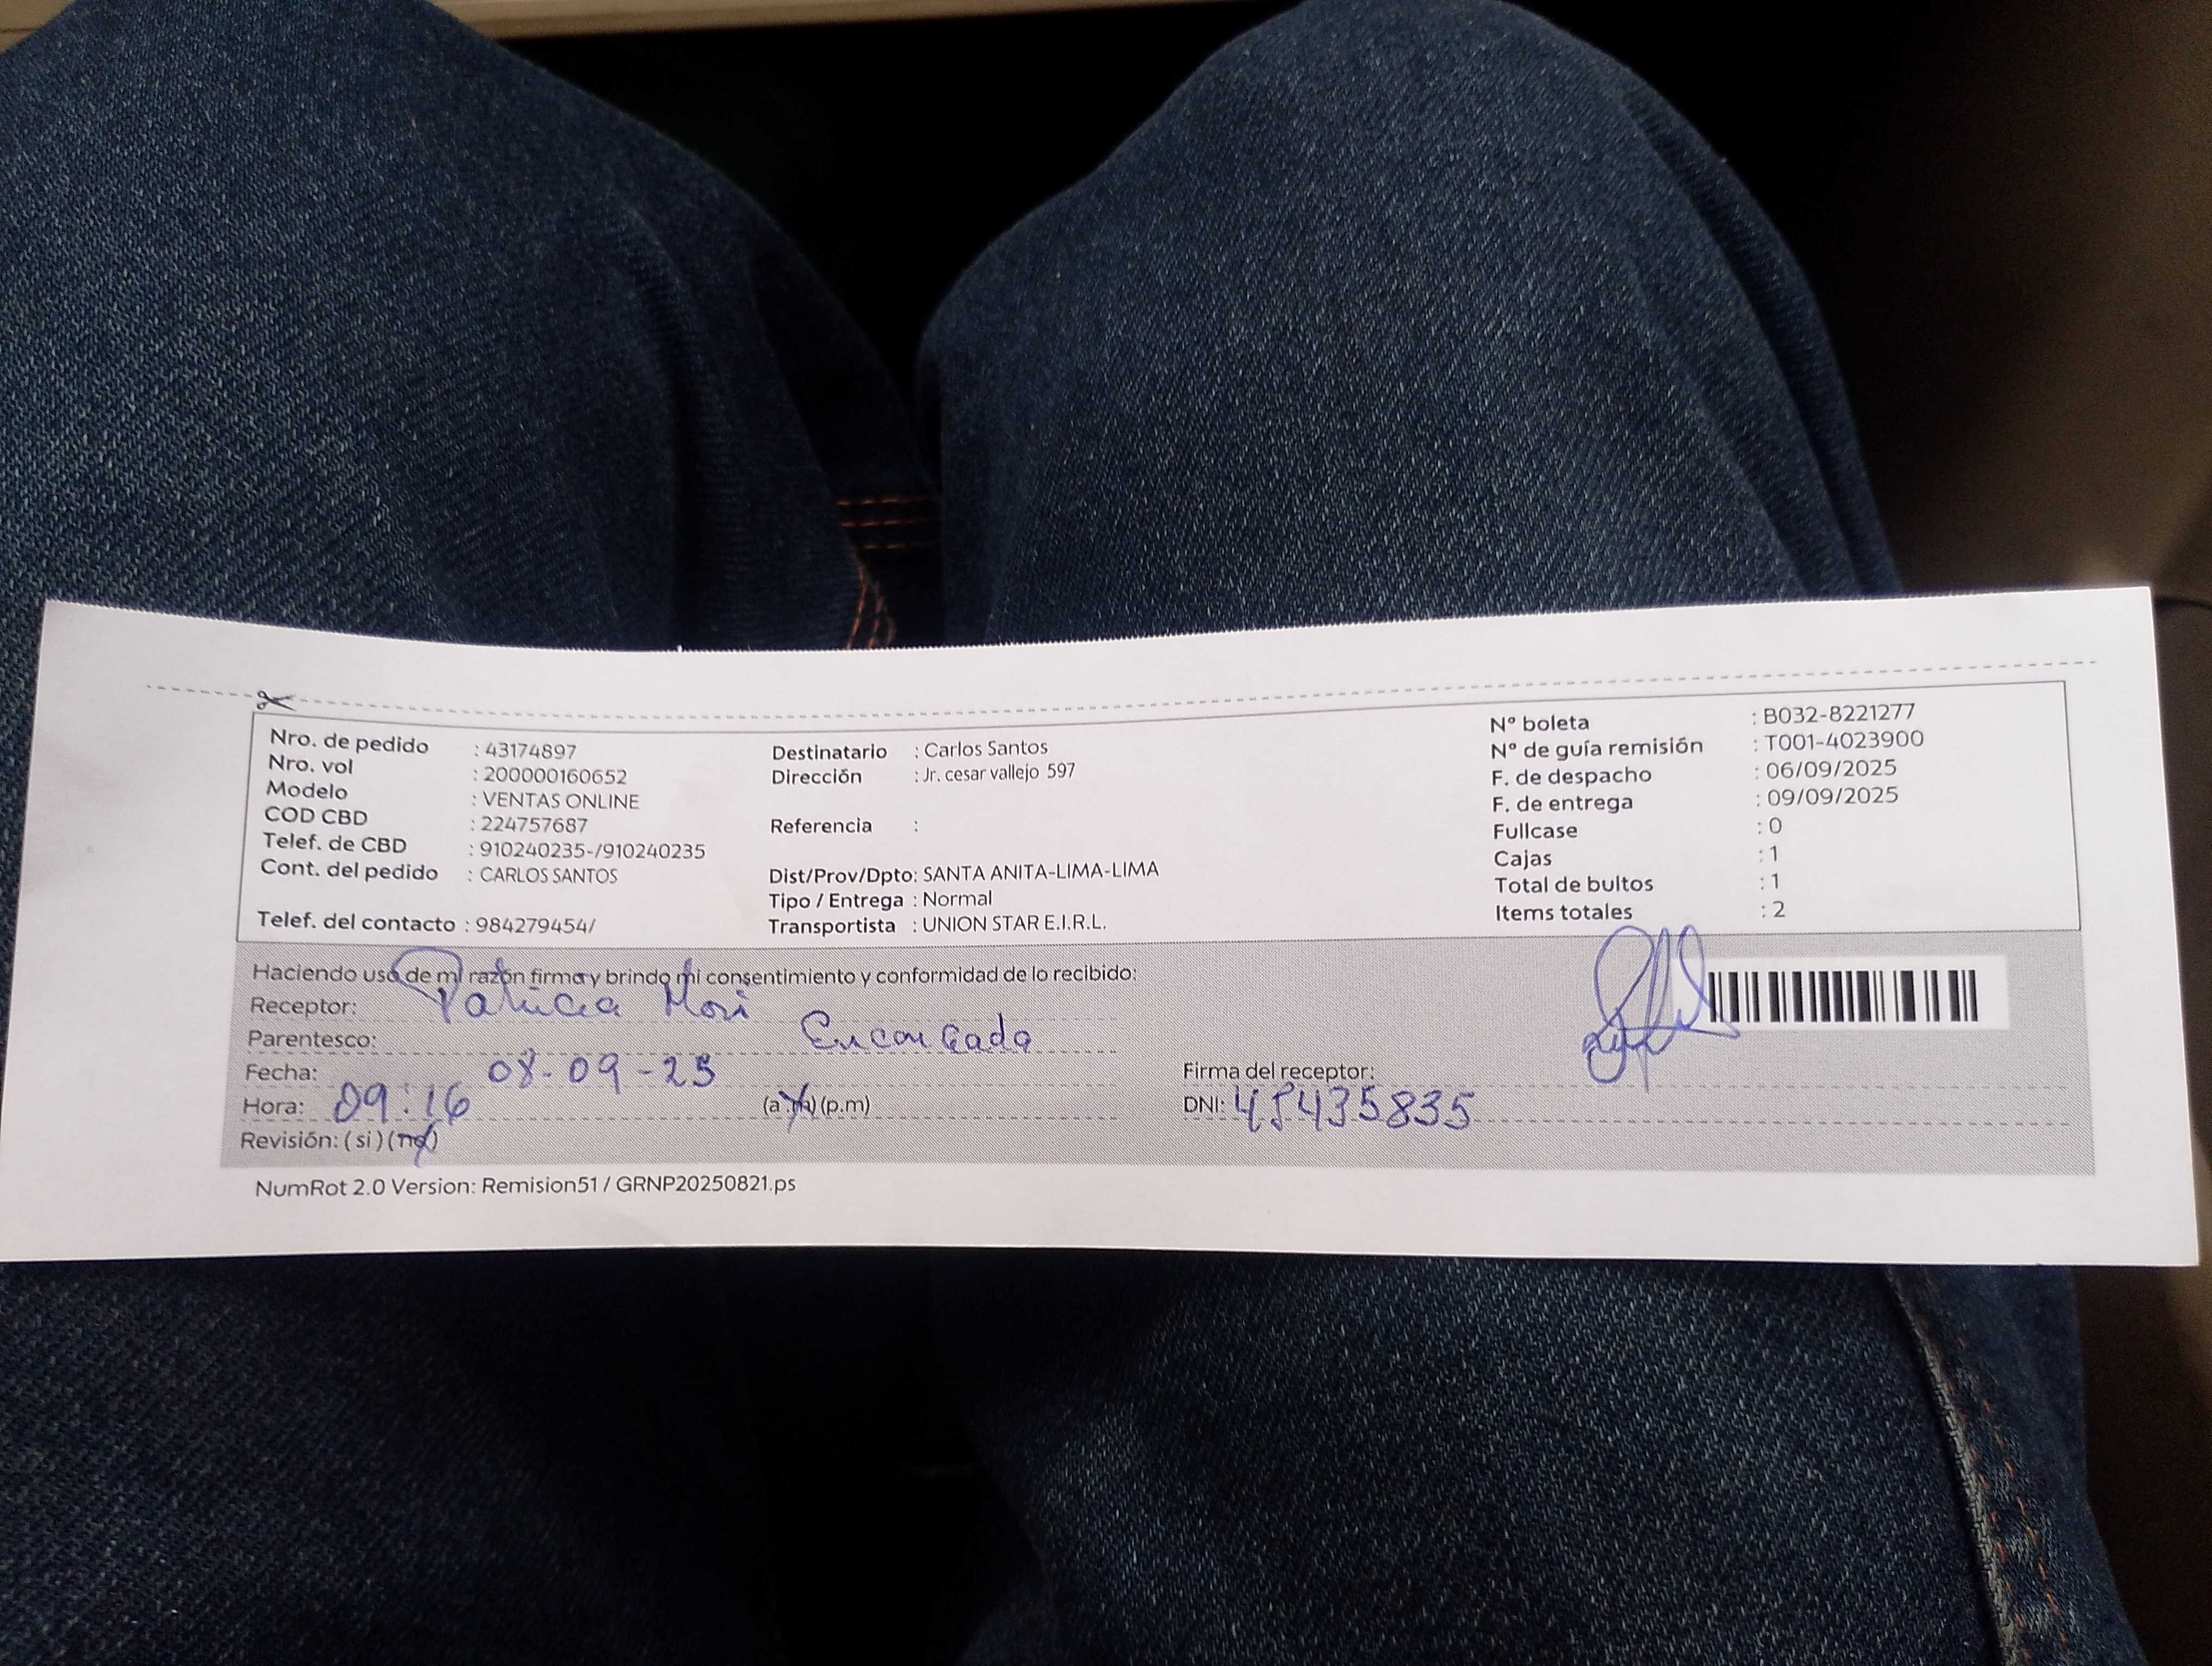 Nro. de pedido : 43174897
Nro. vol : 200000160652
Modelo : VENTAS ONLINE
COD CBD : 224757687
Telef. de CBD : 910240235-/910240235
Cont. del pedido : CARLOS SANTOS
Telef. del contacto : 984279454/
Destinatario : Carlos Santos
Dirección : Jr. cesar vallejo 597
Referencia :
Dist/Prov/Dpto: SANTA ANITA-LIMA-LIMA
Tipo / Entrega : Normal
Transportista : UNION STAR E.I.R.L.
N° boleta : B032-8221277
N° de guía remisión : T001-4023900
F. de despacho : 06/09/2025
F. de entrega : 09/09/2025
Fullcase : 0
Cajas : 1
Total de bultos : 1
Items totales : 2
Haciendo uso de mi razón firmo y brindo mi consentimiento y conformidad de lo recibido:
Receptor: Patricia Mori
Parentesco: Encargada
Fecha: 08-09-25
Hora: 09:16 (a.m) (p.m)
Revisión: (si) (no)
Firma del receptor:
DNI:
NumRot 2.0 Version: Remision51 / GRNP20250821.ps